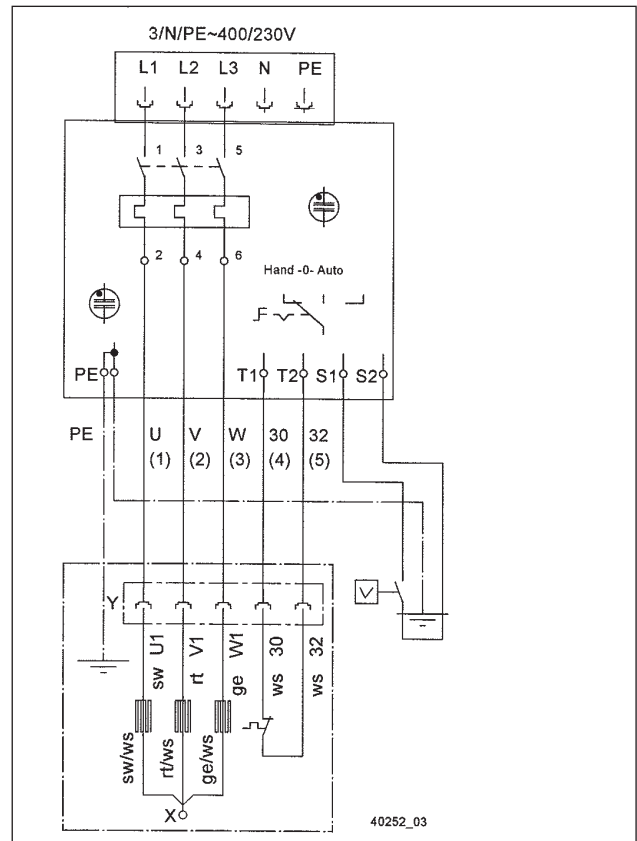 3/N/PE~400/230V
L1 L2 L3 N PE
1 3 5
2 4 6
Hand -0- Auto
PE T1 T2 S1 S2
PE U V W 30 32
(1) (2) (3) (4) (5)
Y
sw U1
rt V1
ge W1
ws 30
ws 32
sw/ws
rt/ws
ge/ws
X
40252_03